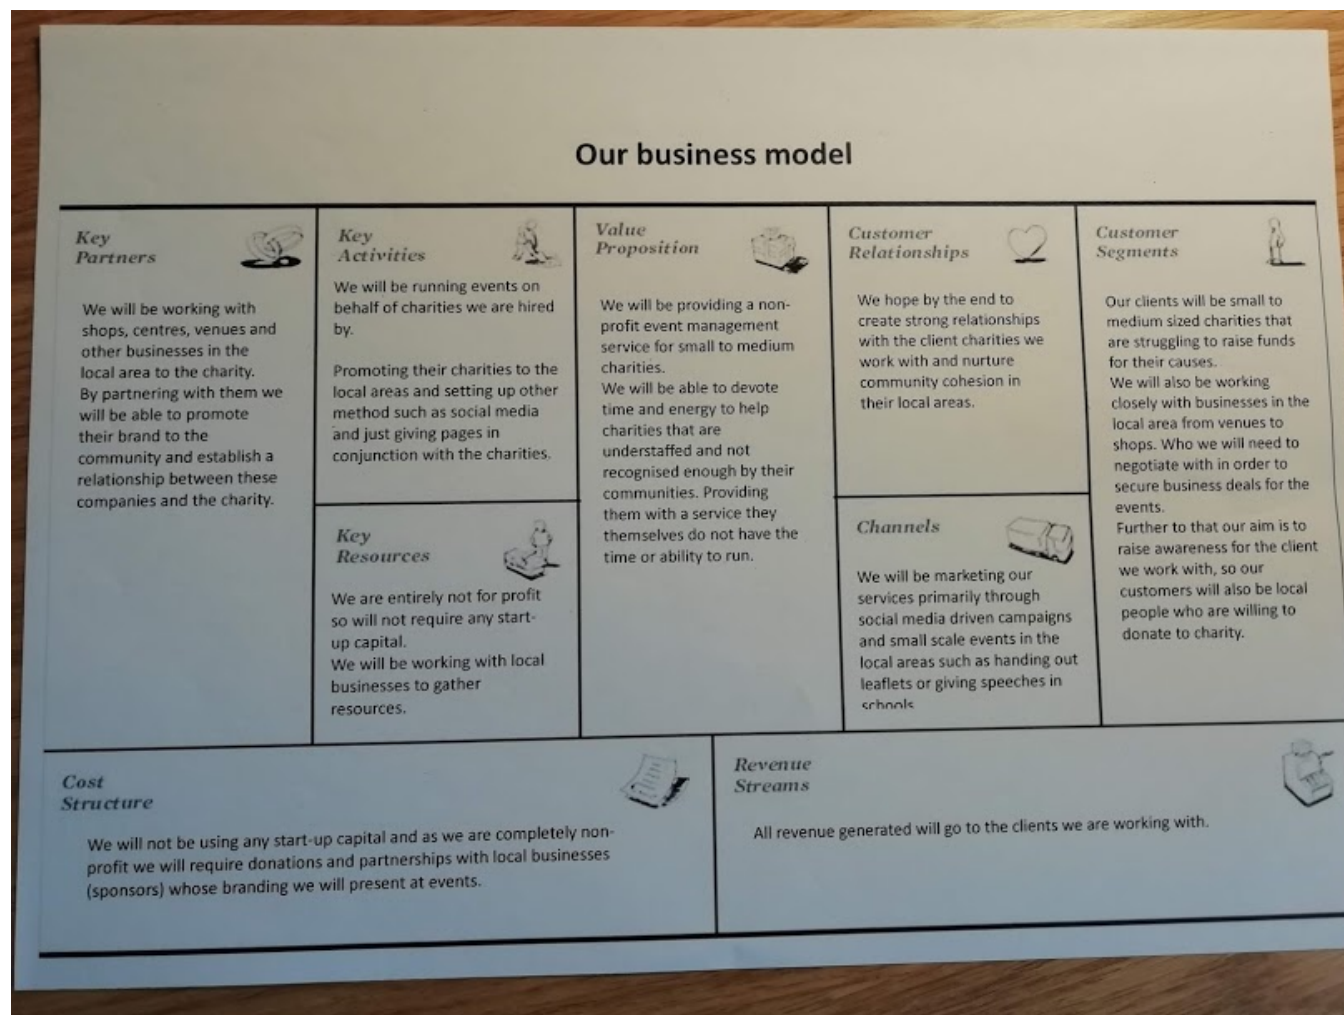 Our business model
Key
Partners
We will be working with
shops, centres, venues and
other businesses in the
local area to the charity.
By partnering with them we
will be able to promote
their brand to the
community and establish a
relationship between these
companies and the charity.
Key
Activities
We will be running events on
behalf of charities we are hired
by.
Promoting their charities to the
local areas and setting up other
method such as social media
and just giving pages in
conjunction with the charities.
Key
Resources
We are entirely not for profit
so will not require any start-
up capital.
We will be working with local
businesses to gather
resources.
Value
Proposition
We will be providing a non-
profit event management
service for small to medium
charities.
We will be able to devote
time and energy to help
charities that are
understaffed and not
recognised enough by their
communities. Providing
them with a service they
themselves do not have the
time or ability to run.
Customer
Relationships
We hope by the end to
create strong relationships
with the client charities we
work with and nurture
community cohesion in
their local areas.
Channels
We will be marketing our
services primarily through
social media driven campaigns
and small scale events in the
local areas such as handing out
leaflets or giving speeches in
schools
Customer
Segments
Our clients will be small to
medium sized charities that
are struggling to raise funds
for their causes.
We will also be working
closely with businesses in the
local area from venues to
shops. Who we will need to
negotiate with in order to
secure business deals for the
events.
Further to that our aim is to
raise awareness for the client
we work with, so our
customers will also be local
people who are willing to
donate to charity.
Cost
Structure
We will not be using any start-up capital and as we are completely non-
profit we will require donations and partnerships with local businesses
(sponsors) whose branding we will present at events.
Revenue
Streams
All revenue generated will go to the clients we are working with.